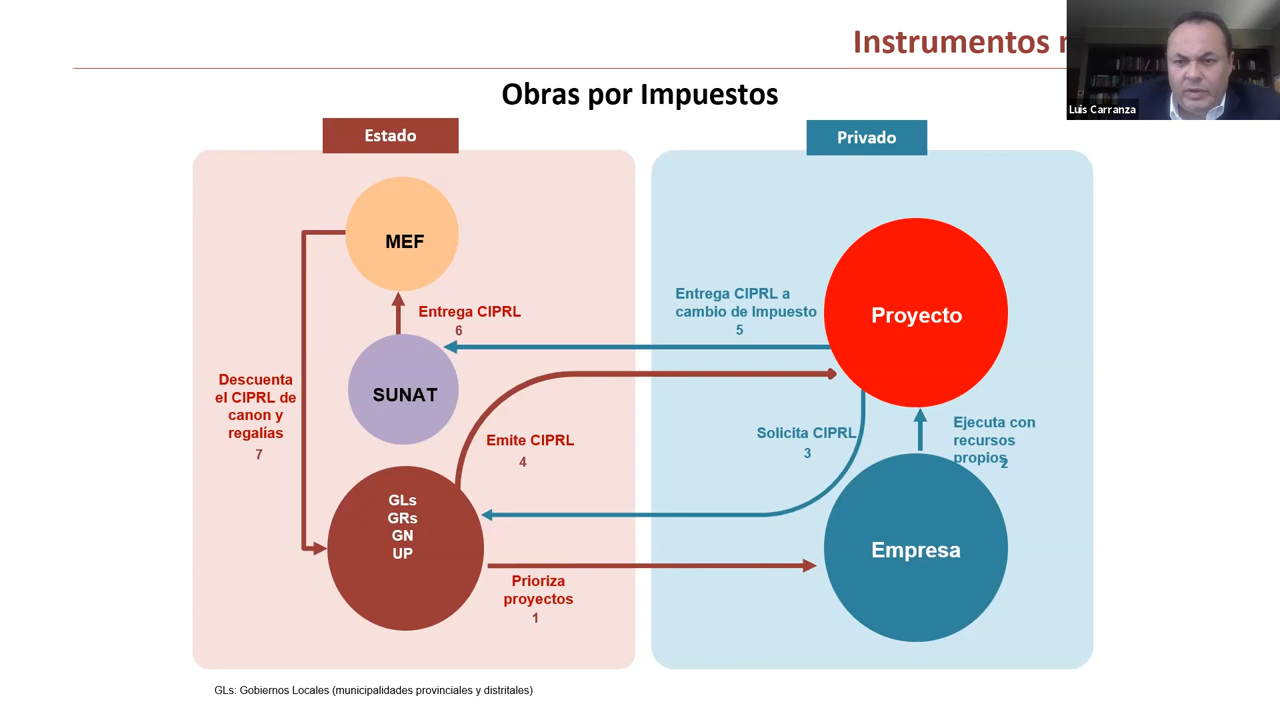 Instrumentos
Luis Carranza
Obras por Impuestos
Estado
Privado
MEF
Entrega CIPRL
6
SUNAT
Descuenta
el CIPRL de
canon y
regalías
7
Emite CIPRL
4
GLs
GRs
GN
UP
Prioriza
proyectos
1
Entrega CIPRL a
cambio de Impuesto
5
Proyecto
Solicita CIPRL
3
Ejecuta con
recursos
propios
2
Empresa
GLs: Gobiernos Locales (municipalidades provinciales y distritales)